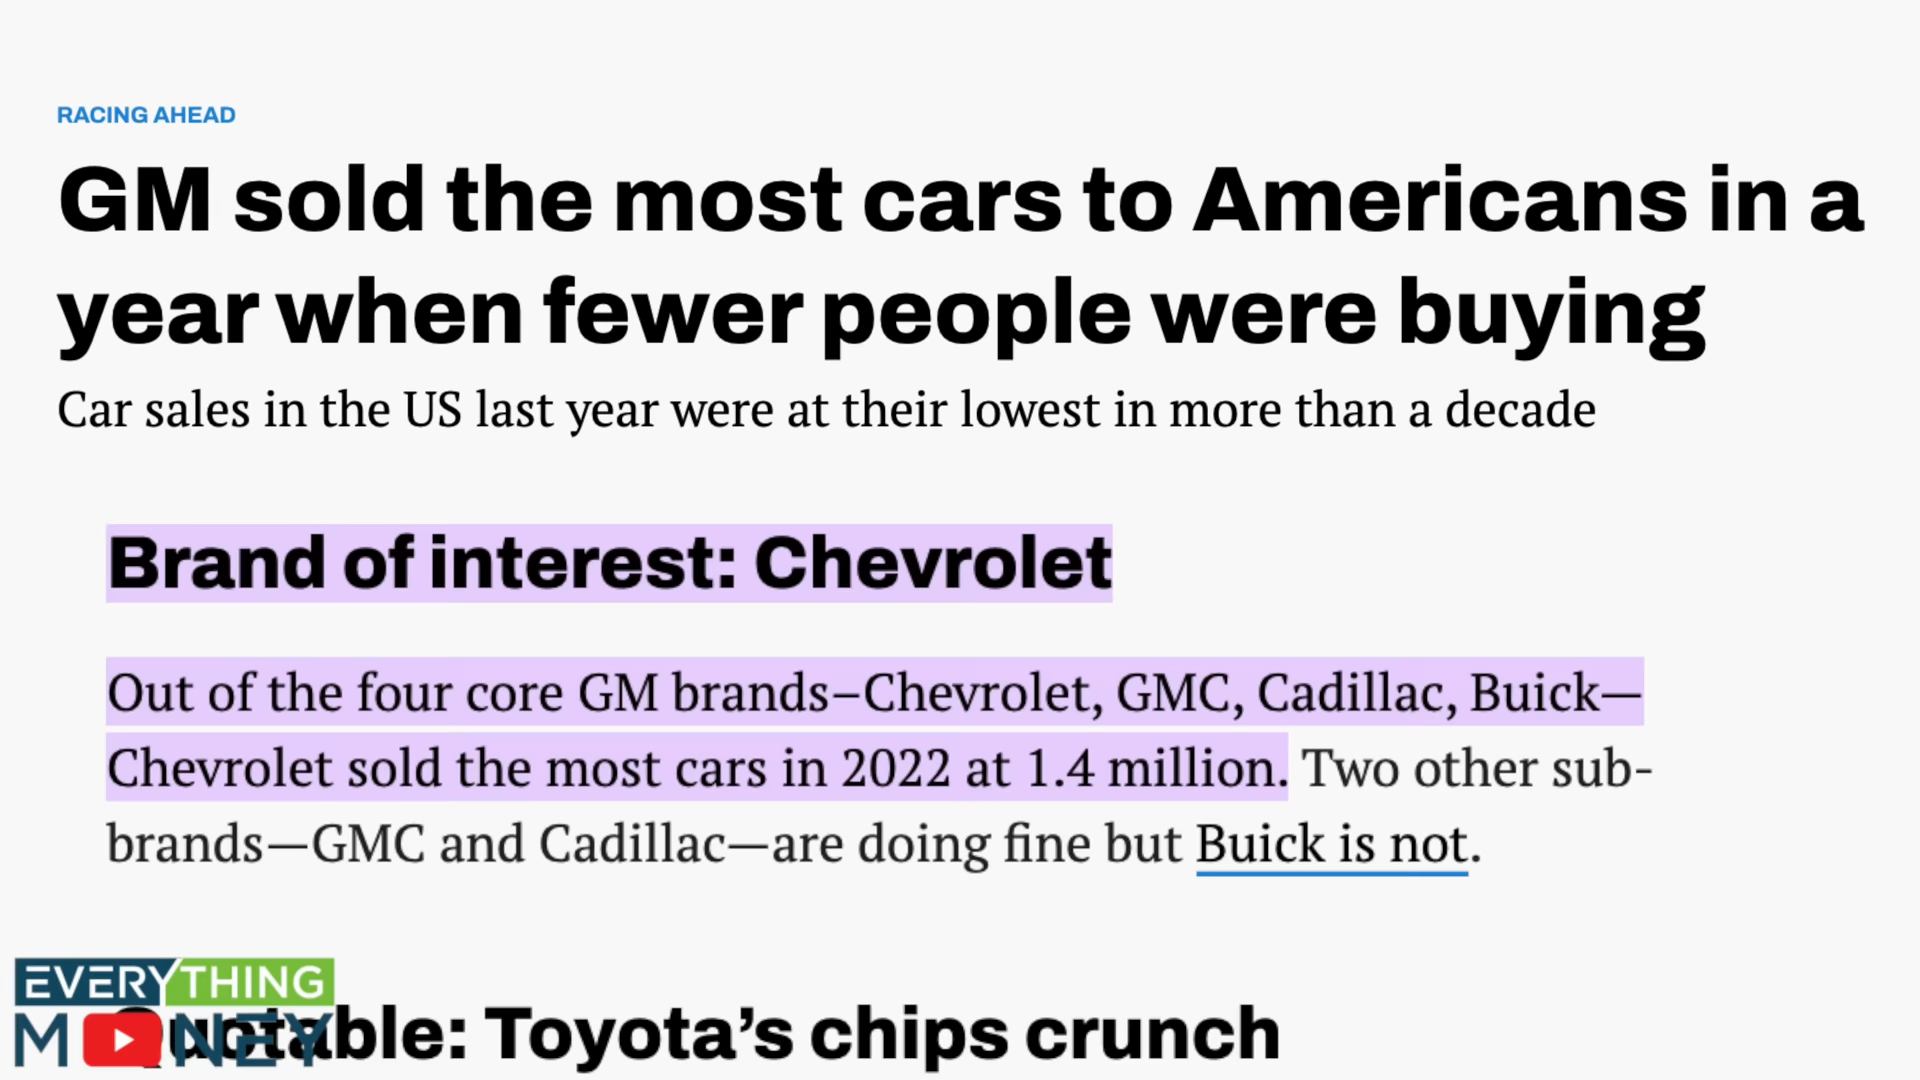 RACING AHEAD
GM sold the most cars to Americans in a
year when fewer people were buying
Car sales in the US last year were at their lowest in more than a decade
Brand of interest: Chevrolet
Out of the four core GM brands–Chevrolet, GMC, Cadillac, Buick—
Chevrolet sold the most cars in 2022 at 1.4 million. Two other sub-
brands—GMC and Cadillac—are doing fine but Buick is not.
EVERYTHING
MONEY
Quotable: Toyota’s chips crunch